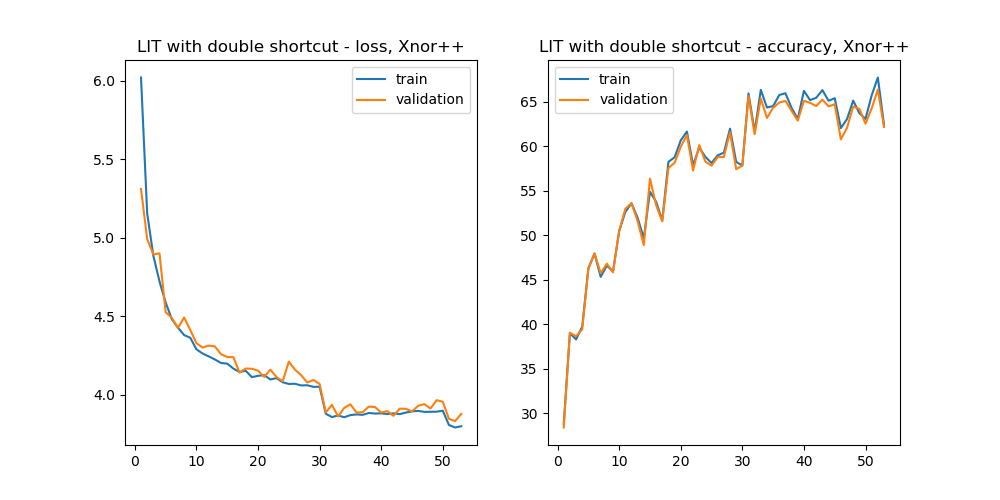 LIT with double shortcut - loss, Xnor++
train
validation
6.0
5.5
5.0
4.5
4.0
0 10 20 30 40 50
LIT with double shortcut - accuracy, Xnor++
train
validation
65
60
55
50
45
40
35
30
0 10 20 30 40 50